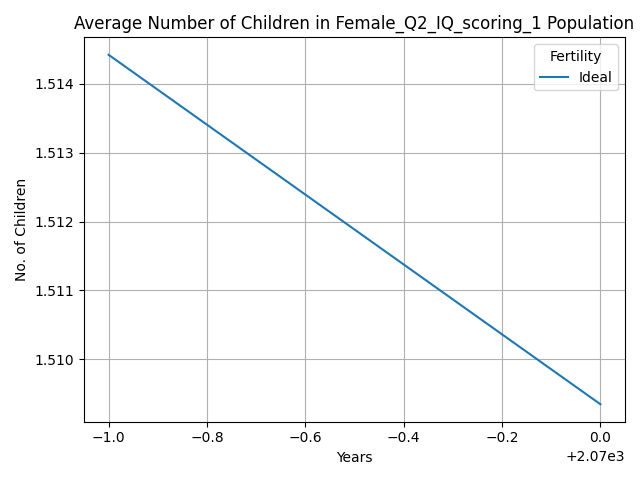 Average Number of Children in Female_Q2_IQ_scoring_1 Population
Fertility
Ideal
1.514
1.513
1.512
1.511
1.510
No. of Children
−1.0
−0.8
−0.6
−0.4
−0.2
0.0
Years
+2.07e3